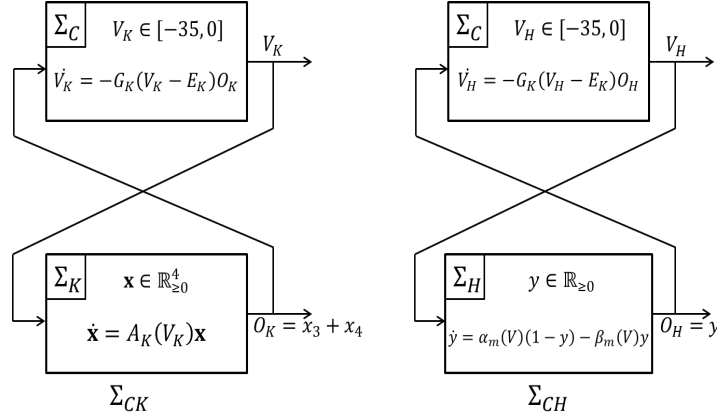 Σ_C V_K ∈ [-35,0]
V_K
V̇_K = −G_K(V_K − E_K)O_K
Σ_K x ∈ ℝ⁴_≥0
ẋ = A_K(V_K)x
O_K = x_3 + x_4
Σ_CK
Σ_C V_H ∈ [-35,0]
V_H
V̇_H = −G_K(V_H − E_K)O_H
Σ_H y ∈ ℝ_≥0
ẏ = α_m(V)(1 − y) − β_m(V)y
O_H = y
Σ_CH